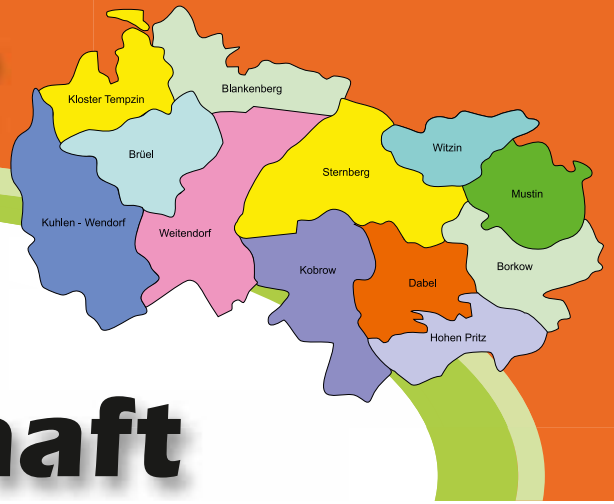 Blankenberg
Kloster Tempzin
Witzin
Brüel
Sternberg
Mustin
Kuhlen - Wendorf
Weitendorf
Borkow
Kobrow
Dabel
Hohen Pritz
haft